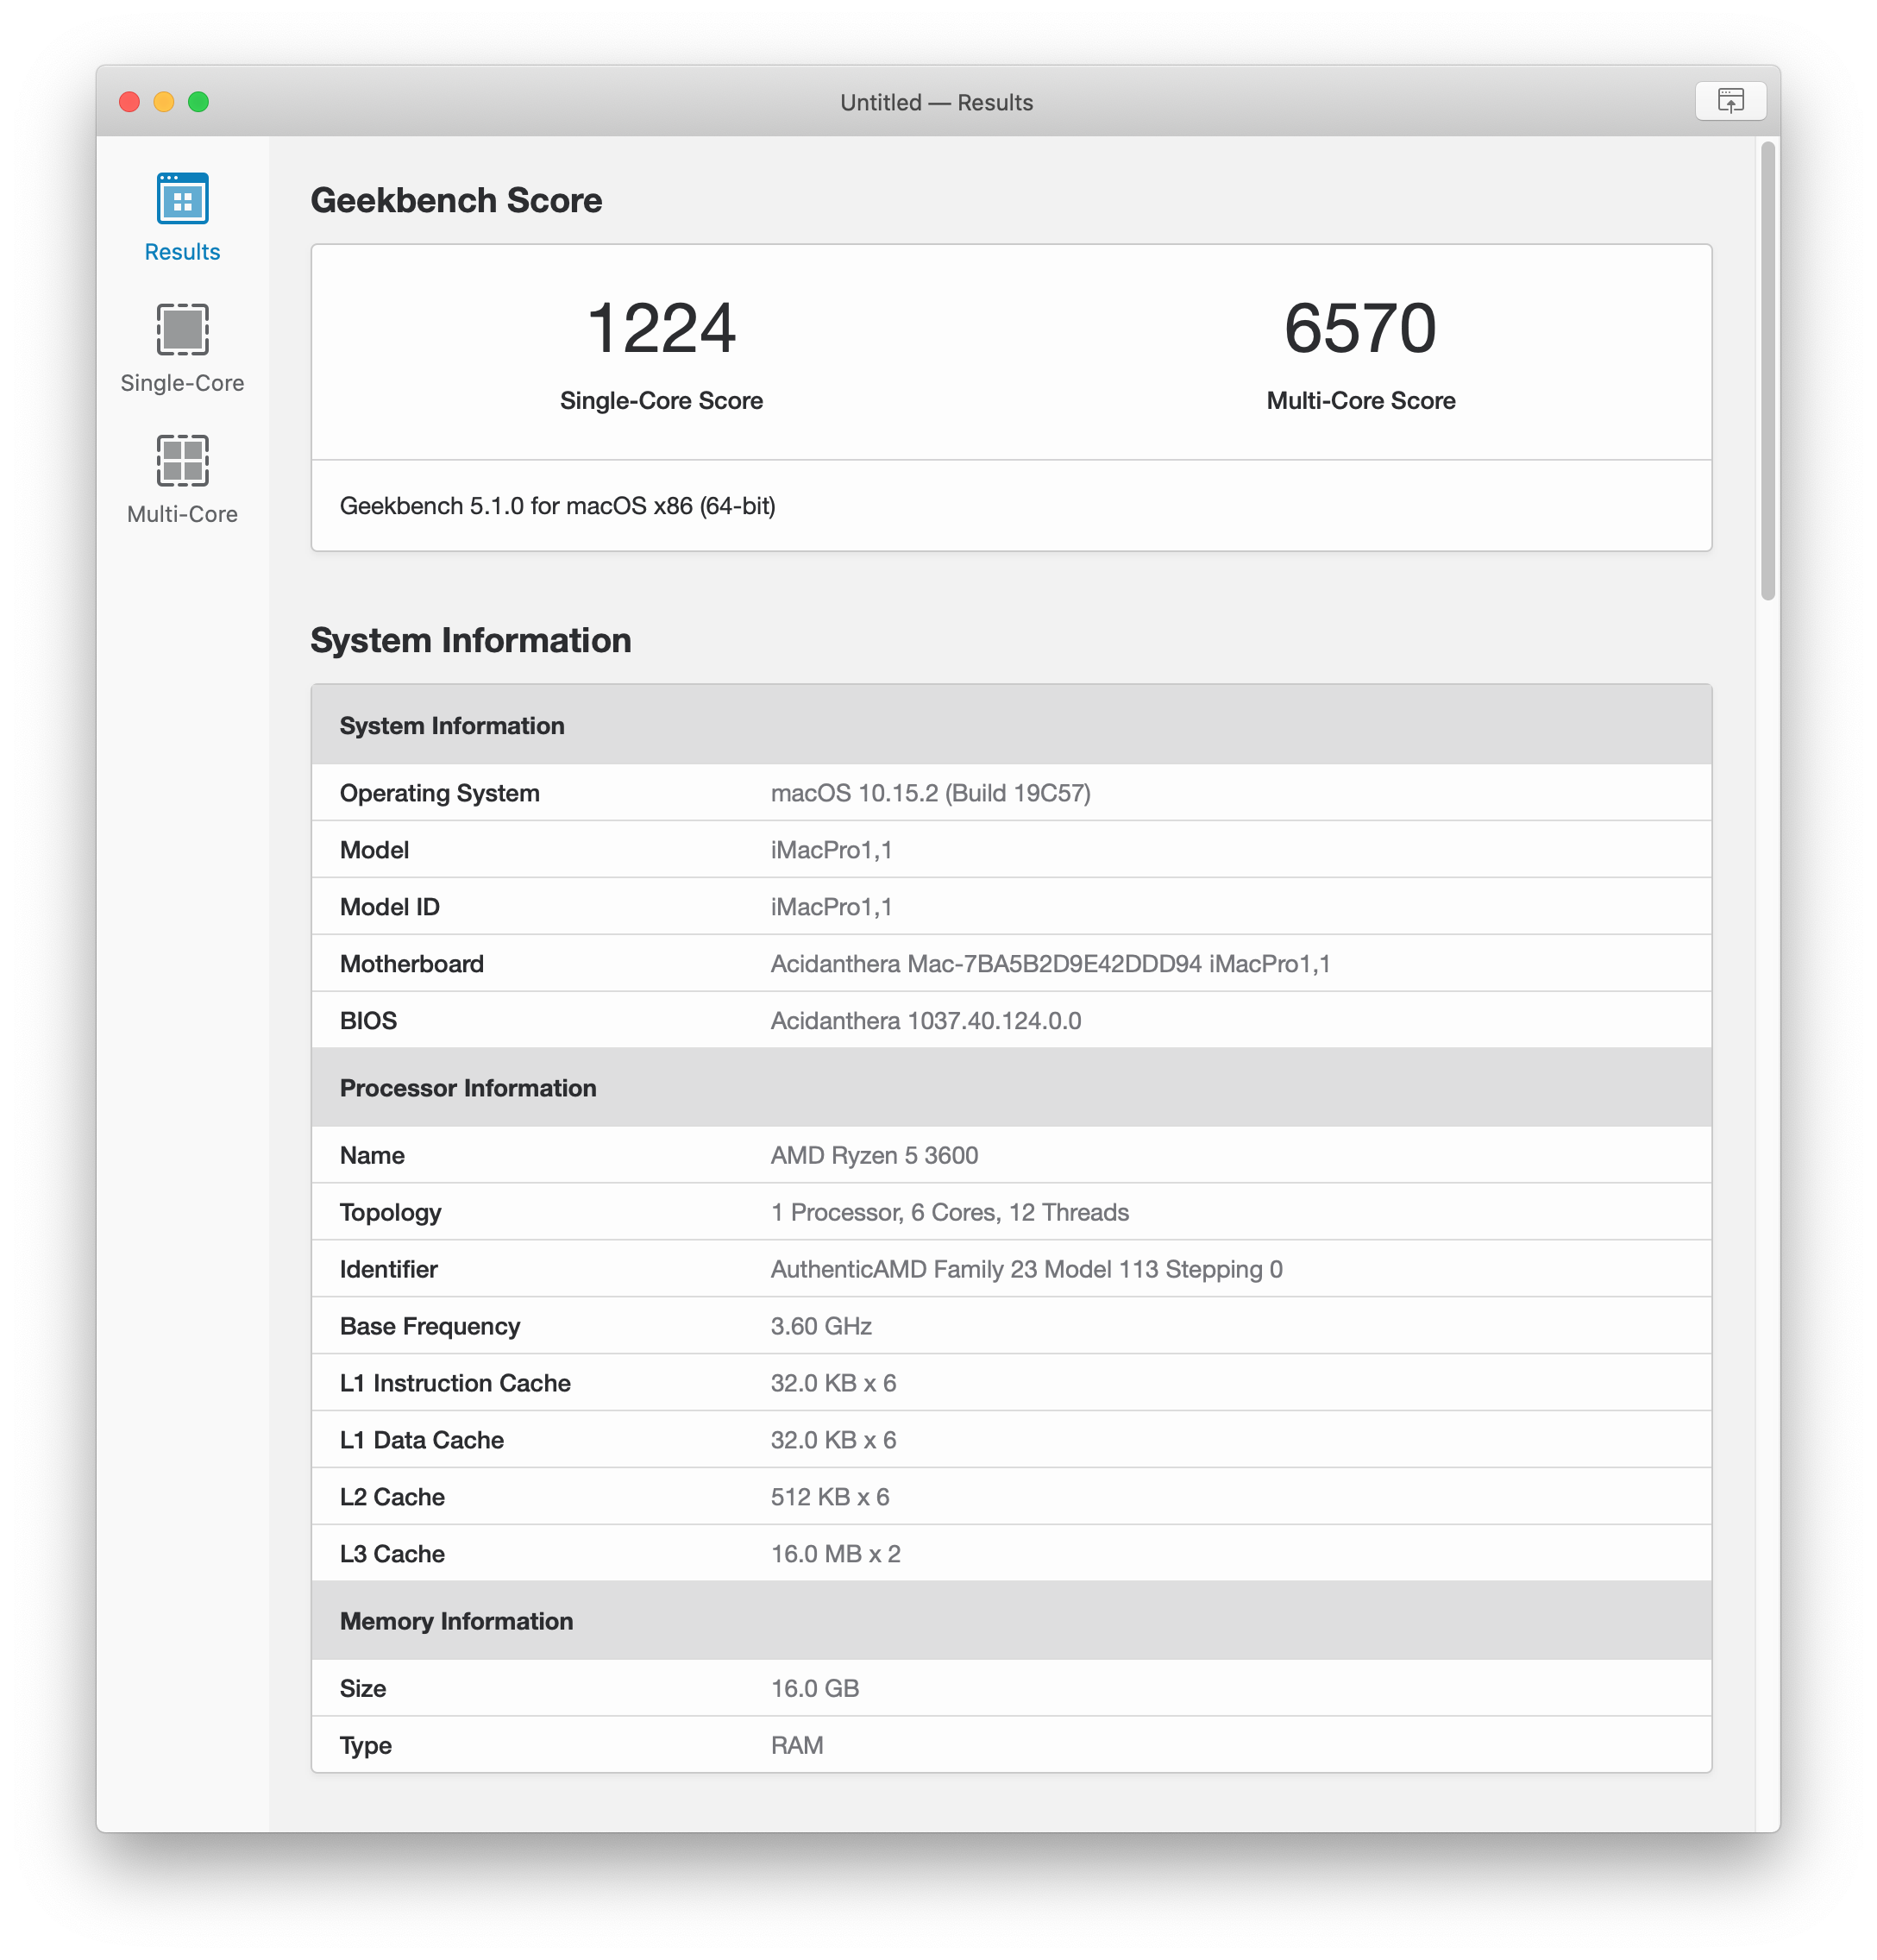 Untitled — Results
Results
Single-Core
Multi-Core
Geekbench Score
1224 6570
Single-Core Score Multi-Core Score
Geekbench 5.1.0 for macOS x86 (64-bit)
System Information
System Information
Operating System macOS 10.15.2 (Build 19C57)
Model iMacPro1,1
Model ID iMacPro1,1
Motherboard Acidanthera Mac-7BA5B2D9E42DDD94 iMacPro1,1
BIOS Acidanthera 1037.40.124.0.0
Processor Information
Name AMD Ryzen 5 3600
Topology 1 Processor, 6 Cores, 12 Threads
Identifier AuthenticAMD Family 23 Model 113 Stepping 0
Base Frequency 3.60 GHz
L1 Instruction Cache 32.0 KB x 6
L1 Data Cache 32.0 KB x 6
L2 Cache 512 KB x 6
L3 Cache 16.0 MB x 2
Memory Information
Size 16.0 GB
Type RAM